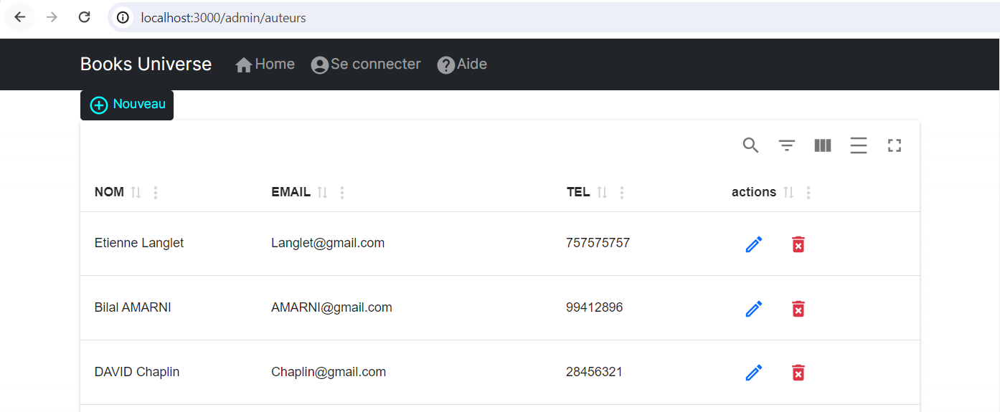 localhost:3000/admin/auteurs
Books Universe Home Se connecter Aide
Nouveau
NOM EMAIL TEL actions
Etienne Langlet Langlet@gmail.com 757575757
Bilal AMARNI AMARNI@gmail.com 99412896
DAVID Chaplin Chaplin@gmail.com 28456321